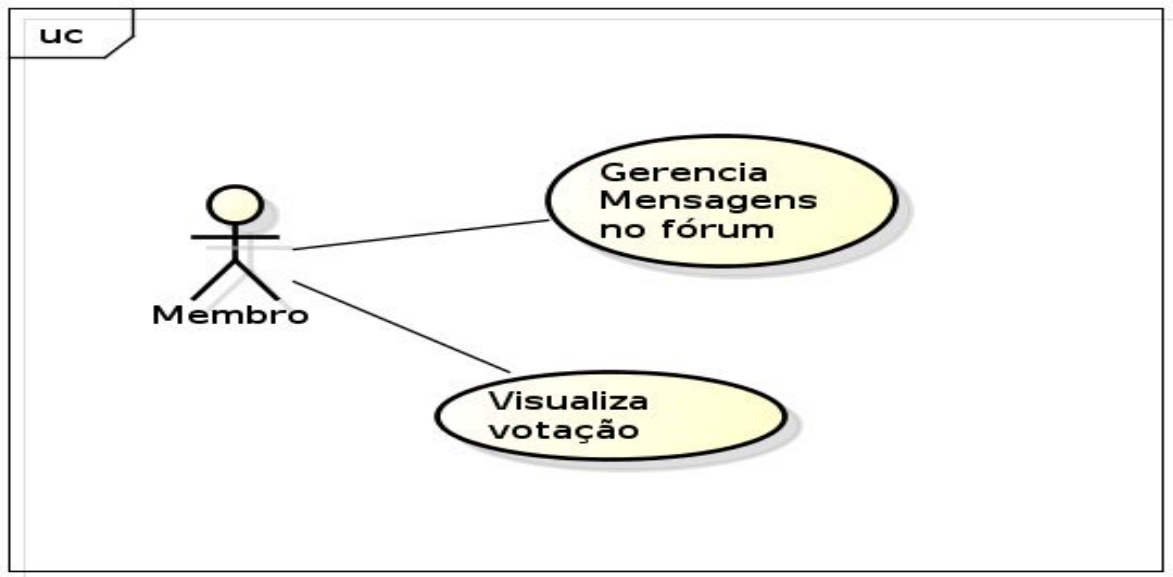 uc
Gerencia
Mensagens
no fórum
Membro
Visualiza
votação